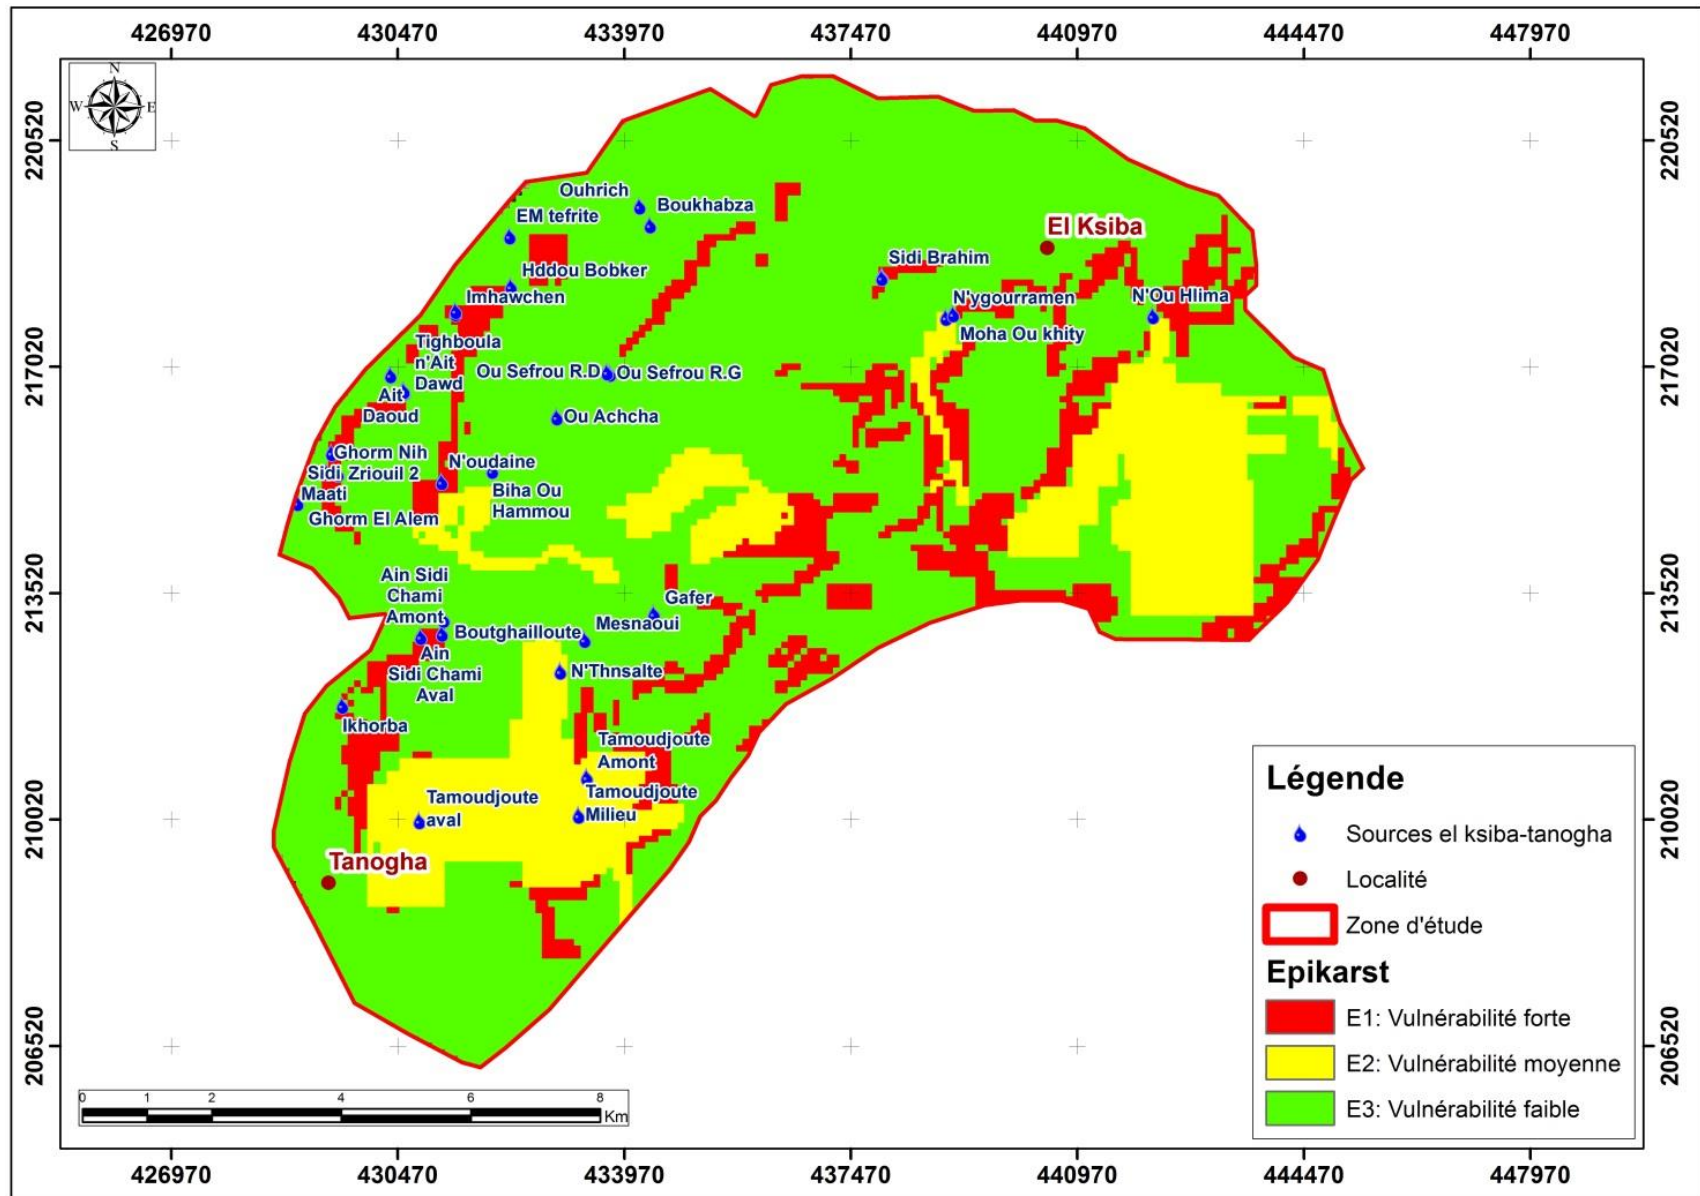 426970 430470 433970 437470 440970 444470 447970
N
W E
S
220520 220520
Ouhrich
Boukhabza
EM tefrite
El Ksiba
Sidi Brahim
Hddou Bobker
Imhawchen
N'ygourramen
N'Ou Hlima
Moha Ou khity
Tighboula
n'Ait
Dawd
217020 217020
Ou Sefrou R.D
Ou Sefrou R.G
Ait
Daoud
Ou Achcha
Ghorm Nih
N'oudaine
Sidi Zriouil 2
Maati
Biha Ou
Hammou
Ghorm El Alem
213520 213520
Ain Sidi
Chami
Amont
Gafer
Mesnaoui
Boutghailloute
Ain
Sidi Chami
Aval
N'Thnsalte
Ikhorba
Tamoudjoute
Amont
Tamoudjoute
Milieu
Tamoudjoute
aval
210020 210020
Tanogha
206520 206520
Légende
Sources el ksiba-tanogha
Localité
Zone d'étude
Epikarst
E1: Vulnérabilité forte
E2: Vulnérabilité moyenne
E3: Vulnérabilité faible
0 1 2 4 6 8
Km
426970 430470 433970 437470 440970 444470 447970